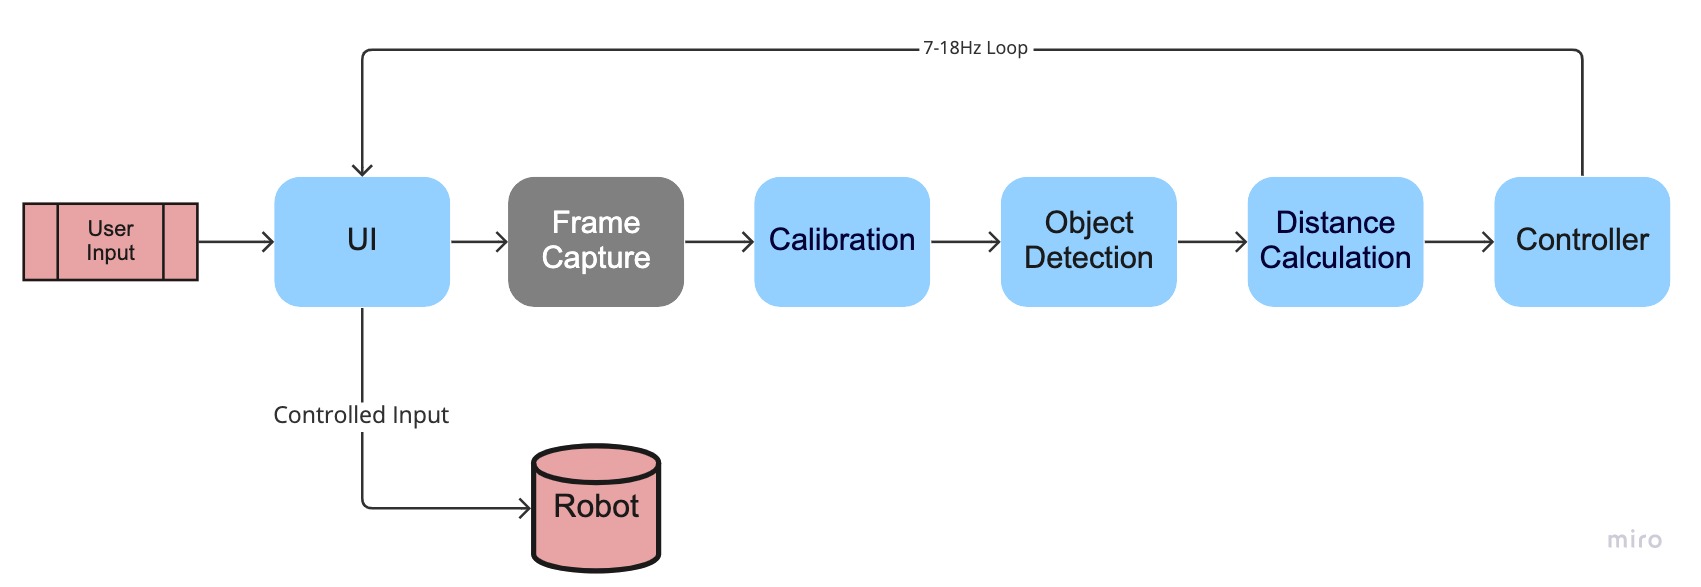 7-18Hz Loop
User
Input
UI
Frame
Capture
Calibration
Object
Detection
Distance
Calculation
Controller
Controlled Input
Robot
miro